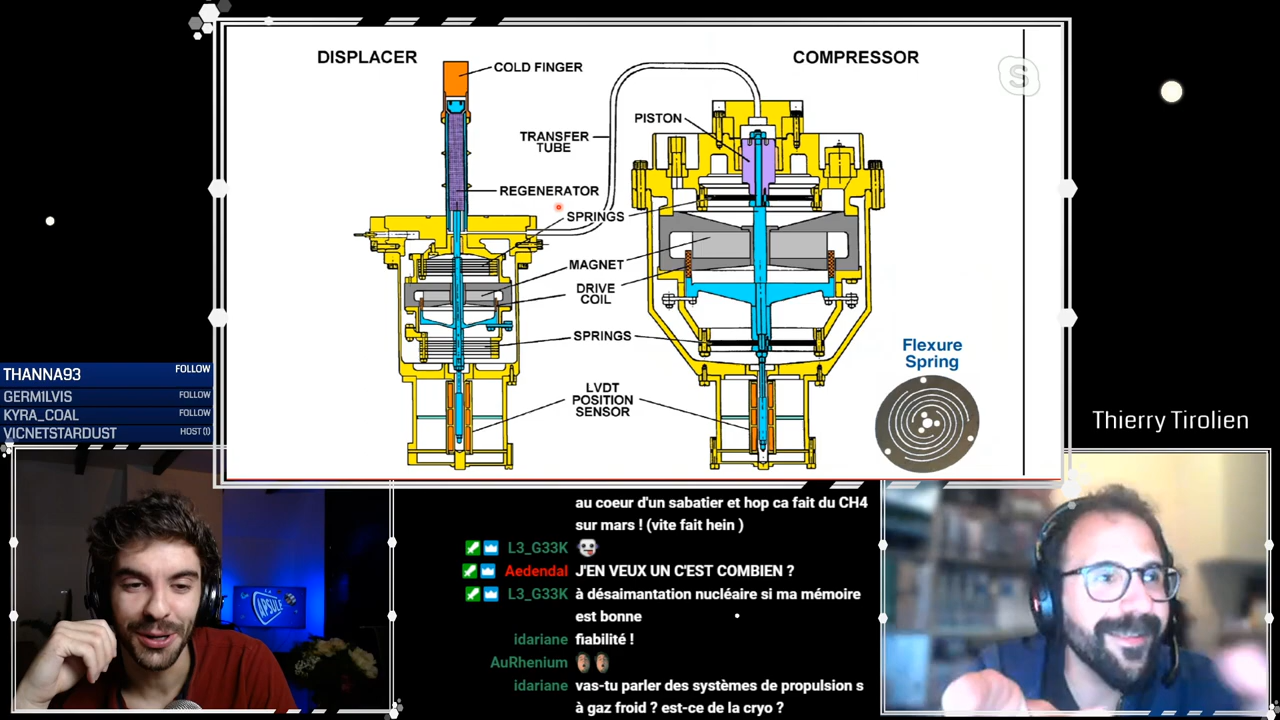 DISPLACER
COMPRESSOR
COLD FINGER
PISTON
TRANSFER
TUBE
REGENERATOR
SPRINGS
MAGNET
DRIVE
COIL
SPRINGS
LVDT
POSITION
SENSOR
Flexure
Spring
S
THANNA93 FOLLOW
GERMILVIS FOLLOW
KYRA_COAL FOLLOW
VICNETSTARDUST HOST (1)
Thierry Tirolien
APSULE
au coeur d'un sabatier et hop ca fait du CH4
sur mars ! (vite fait hein )
L3_G33K
Aedendal J'EN VEUX UN C'EST COMBIEN ?
L3_G33K à désaimantation nucléaire si ma mémoire
est bonne
idariane fiabilité !
AuRhenium
idariane vas-tu parler des systèmes de propulsion s
à gaz froid ? est-ce de la cryo ?